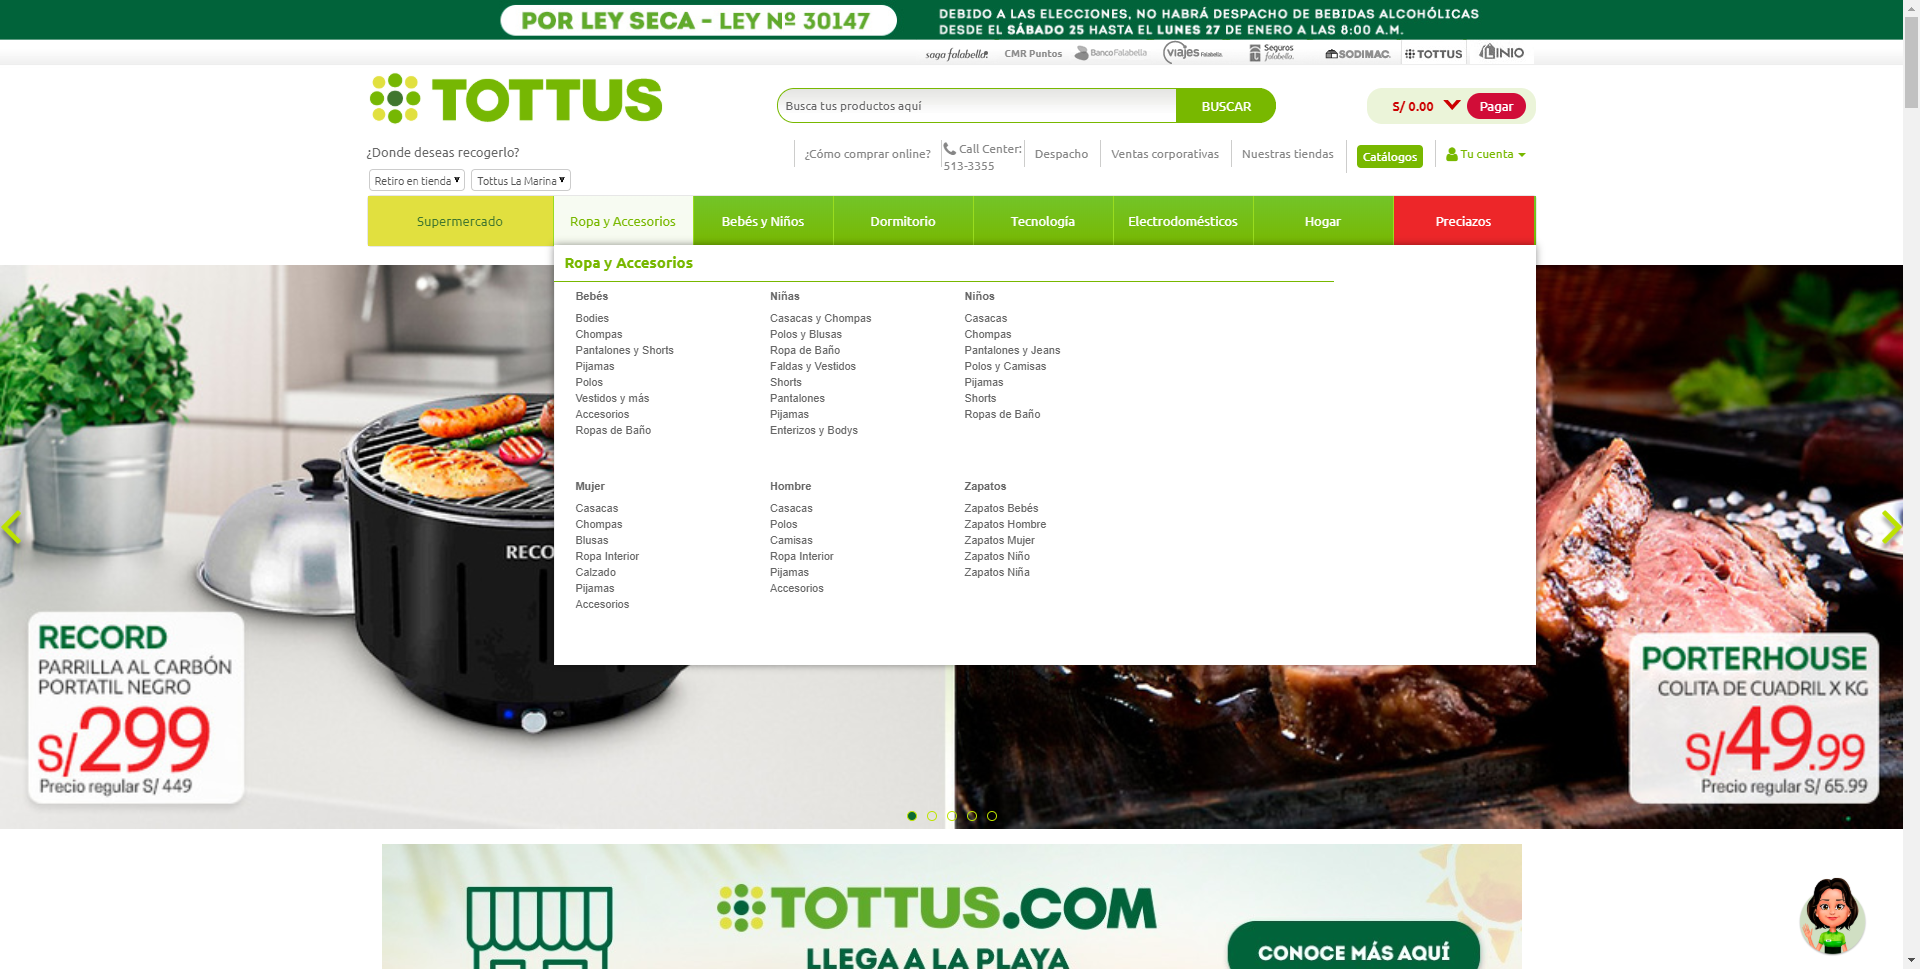 POR LEY SECA - LEY Nº 30147
DEBIDO A LAS ELECCIONES, NO HABRÁ DESPACHO DE BEBIDAS ALCOHÓLICAS
DESDE EL SÁBADO 25 HASTA EL LUNES 27 DE ENERO A LAS 8:00 A.M.
saga falabella. CMR Puntos BancoFalabella viajes Falabella Seguros falabella. SODIMAC. TOTTUS LINIO
TOTTUS
Busca tus productos aquí BUSCAR
S/ 0.00 Pagar
¿Donde deseas recogerlo?
¿Cómo comprar online? Call Center: 513-3355 Despacho Ventas corporativas Nuestras tiendas Catálogos Tu cuenta
Retiro en tienda Tottus La Marina
Supermercado Ropa y Accesorios Bebés y Niños Dormitorio Tecnología Electrodomésticos Hogar Preciazos
Ropa y Accesorios
Bebés
Bodies
Chompas
Pantalones y Shorts
Pijamas
Polos
Vestidos y más
Accesorios
Ropas de Baño
Niñas
Casacas y Chompas
Polos y Blusas
Ropa de Baño
Faldas y Vestidos
Shorts
Pantalones
Pijamas
Enterizos y Bodys
Niños
Casacas
Chompas
Pantalones y Jeans
Polos y Camisas
Pijamas
Shorts
Ropas de Baño
Mujer
Casacas
Chompas
Blusas
Ropa Interior
Calzado
Pijamas
Accesorios
Hombre
Casacas
Polos
Camisas
Ropa Interior
Pijamas
Accesorios
Zapatos
Zapatos Bebés
Zapatos Hombre
Zapatos Mujer
Zapatos Niño
Zapatos Niña
RECO
RECORD
PARRILLA AL CARBÓN
PORTATIL NEGRO
S/299
Precio regular S/ 449
PORTERHOUSE
COLITA DE CUADRIL X KG
S/49.99
Precio regular S/ 65.99
TOTTUS.COM
LLEGA A LA PLAYA
CONOCE MÁS AQUÍ